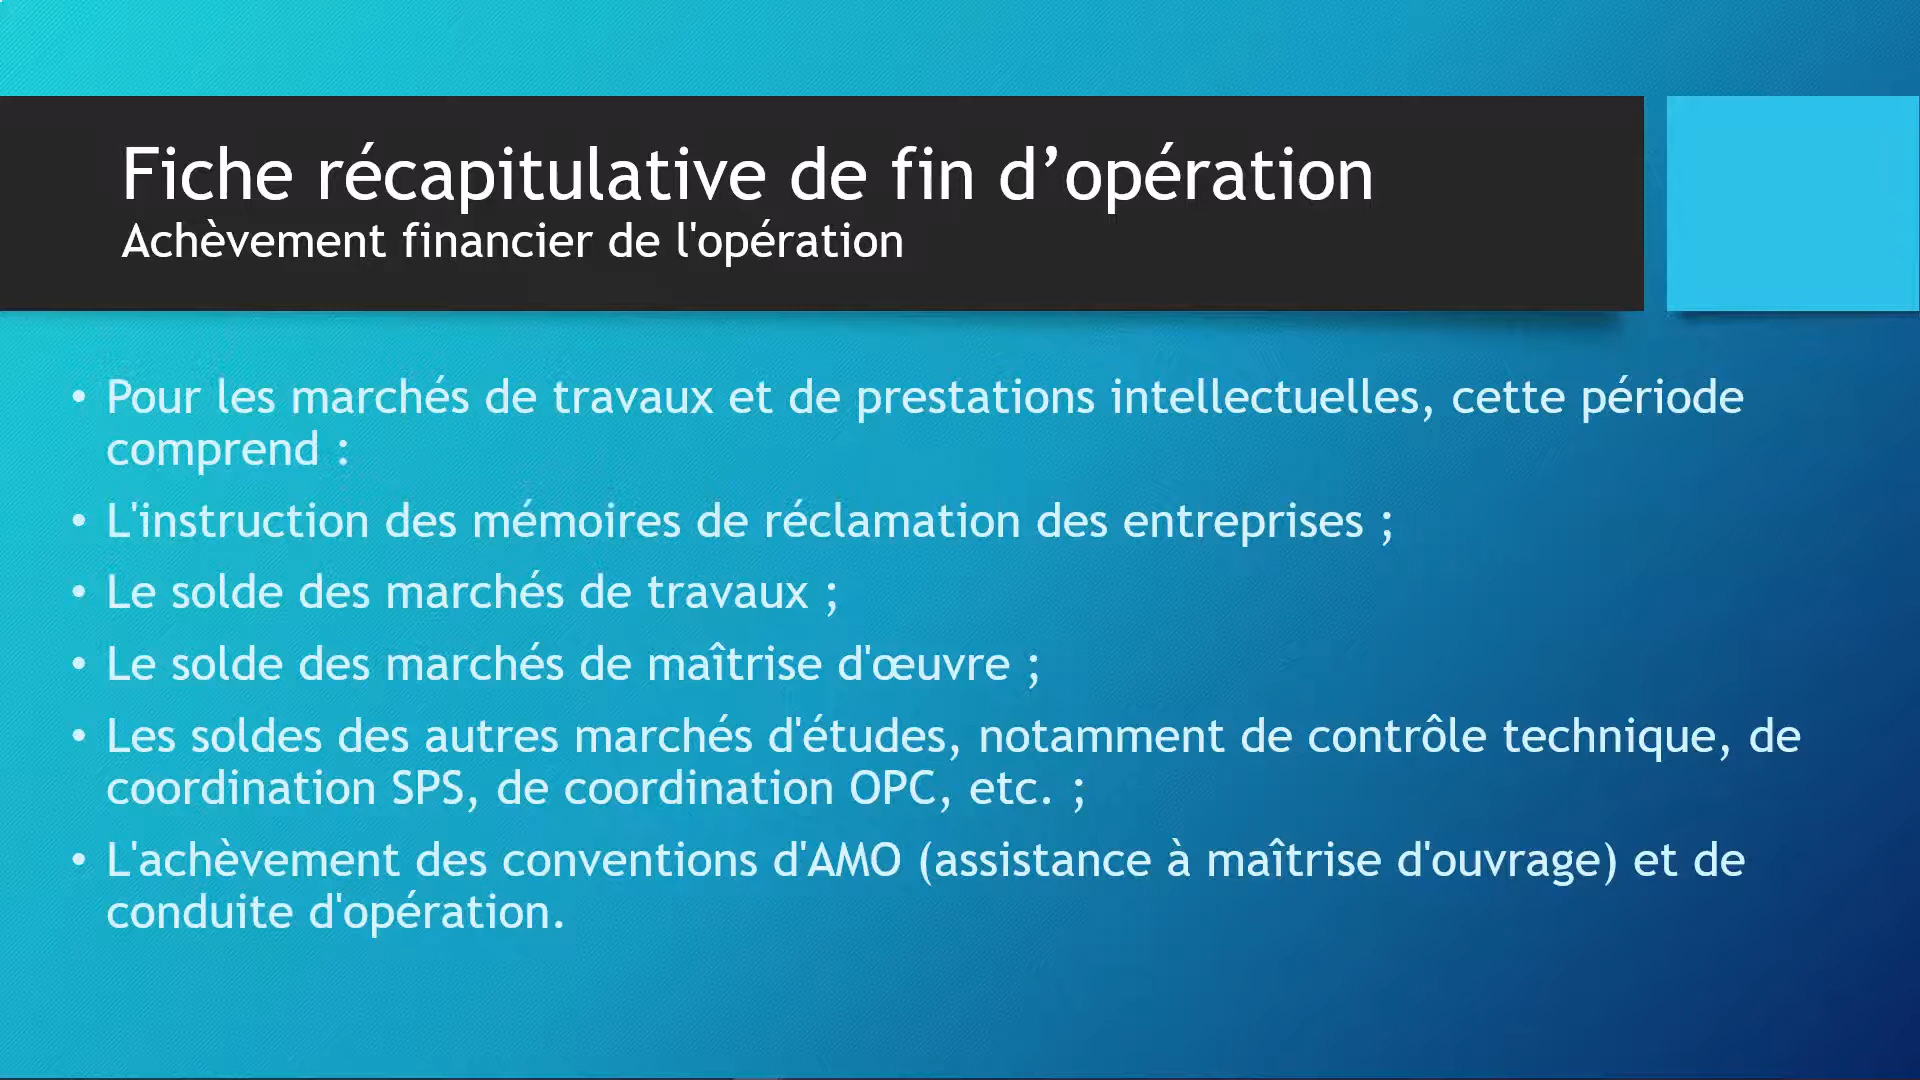 Fiche récapitulative de fin d’opération
Achèvement financier de l'opération
• Pour les marchés de travaux et de prestations intellectuelles, cette période
comprend :
• L'instruction des mémoires de réclamation des entreprises ;
• Le solde des marchés de travaux ;
• Le solde des marchés de maîtrise d'œuvre ;
• Les soldes des autres marchés d'études, notamment de contrôle technique, de
coordination SPS, de coordination OPC, etc. ;
• L'achèvement des conventions d'AMO (assistance à maîtrise d'ouvrage) et de
conduite d'opération.